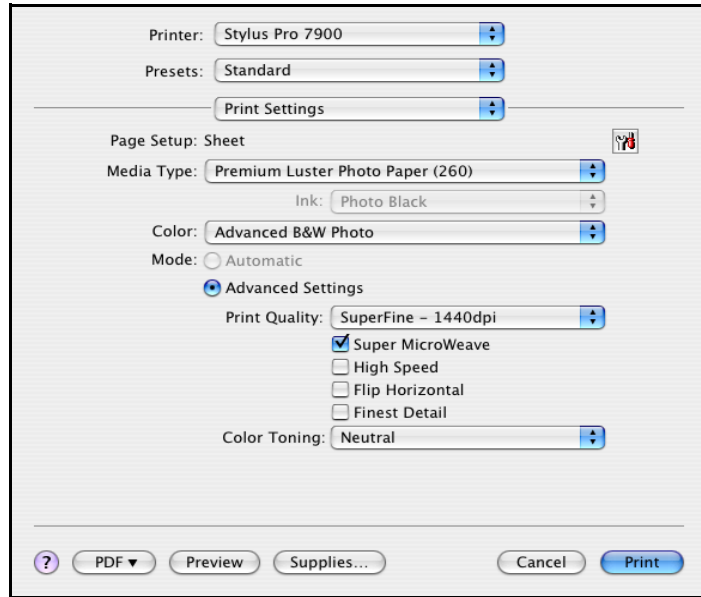 Printer: Stylus Pro 7900
Presets: Standard
Print Settings
Page Setup: Sheet
Media Type: Premium Luster Photo Paper (260)
Ink: Photo Black
Color: Advanced B&W Photo
Mode: Automatic
Advanced Settings
Print Quality: SuperFine – 1440dpi
Super MicroWeave
High Speed
Flip Horizontal
Finest Detail
Color Toning: Neutral
? PDF▼ Preview Supplies... Cancel Print